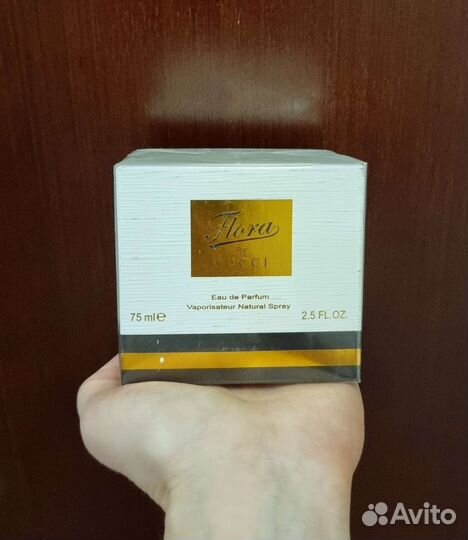 Flora
BY
GUCCI
Eau de Parfum
Vaporisateur Natural Spray
75 ml℮
2.5 FL.OZ.
Avito